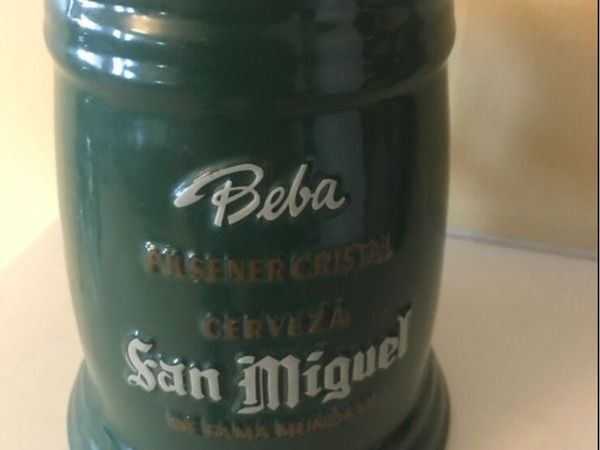 Beba
PILSENER CRISTAL
CERVEZA
San Miguel
DE FAMA MUNDIAL